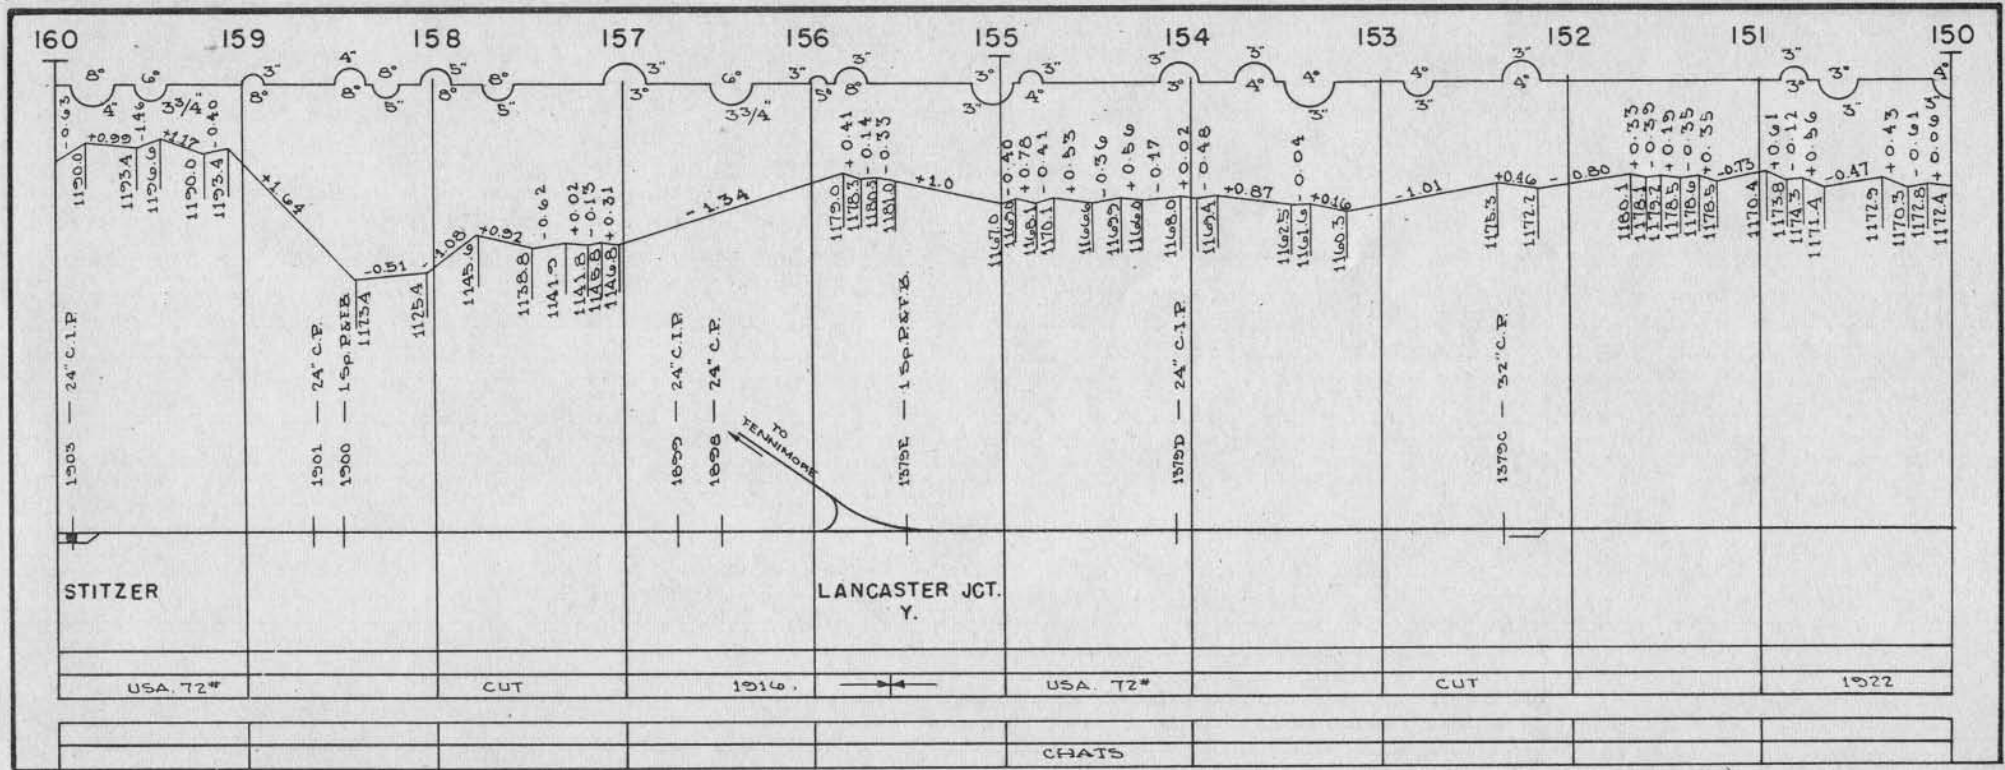 160 159 158 157 156 155 154 153 152 151 150
8° 6° 3" 4" 8° 5" 8° 3" 6° 3" 3" 3° 3" 3° 3" 4° 4° 3" 3" 3° 4°
4" 3¾" 8° 8° 5" 8° 5" 3° 3¾" 5° 8° 3" 4° 3° 4° 3" 3" 4° 3° 3" 3"
-0.63 +0.99 -1.46 +1.17 -0.40 +1.64 -0.51 -1.08 +0.92 -0.62 +0.02 -0.13 +0.31 -1.34 +0.41 -0.14 -0.33 +1.0 -0.40 +0.78 -0.41 +0.53 -0.36 +0.56 -0.17 +0.02 -0.48 +0.87 -0.04 +0.16 -1.01 +0.46 -0.80 +0.33 -0.39 +0.19 -0.35 +0.35 -0.73 +0.61 -0.12 +0.56 -0.47 +0.43 -0.61 +0.06
1190.0 1193.4 1196.6 1190.0 1193.4 1173.4 1125.4 1145.6 1138.8 1141.9 1141.8 1145.8 1146.8 1179.0 1178.3 1180.3 1181.0 1167.0 1169.0 1168.1 1170.1 1166.6 1169.9 1166.0 1168.0 1169.4 1162.5 1161.6 1160.3 1175.3 1172.2 1180.1 1178.1 1179.2 1178.5 1178.6 1178.5 1170.4 1173.8 1174.3 1171.4 1172.9 1170.3 1172.8 1172.4
1903 — 24" C.I.P.
1901 — 24" C.P.
1900 — 1 Sp. P.&F.B.
1899 — 24" C.I.P.
1898 — 24" C.P.
1379E — 1 Sp. P.&F.B.
1379D — 24" C.I.P.
1379C — 32" C.P.
TO
FENNIMORE
STITZER
LANCASTER JCT.
Y.
USA. 72# CUT 1916. USA. 72# CUT 1922
CHATS